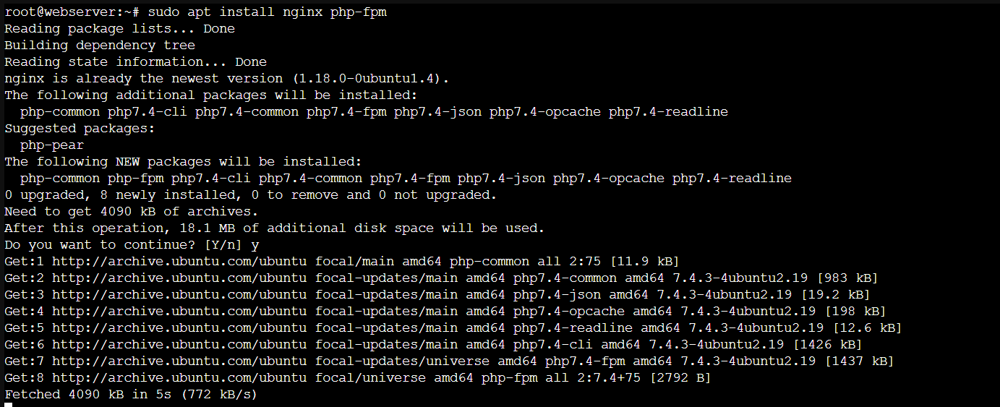 root@webserver:~# sudo apt install nginx php-fpm
Reading package lists... Done
Building dependency tree
Reading state information... Done
nginx is already the newest version (1.18.0-0ubuntu1.4).
The following additional packages will be installed:
  php-common php7.4-cli php7.4-common php7.4-fpm php7.4-json php7.4-opcache php7.4-readline
Suggested packages:
  php-pear
The following NEW packages will be installed:
  php-common php-fpm php7.4-cli php7.4-common php7.4-fpm php7.4-json php7.4-opcache php7.4-readline
0 upgraded, 8 newly installed, 0 to remove and 0 not upgraded.
Need to get 4090 kB of archives.
After this operation, 18.1 MB of additional disk space will be used.
Do you want to continue? [Y/n] y
Get:1 http://archive.ubuntu.com/ubuntu focal/main amd64 php-common all 2:75 [11.9 kB]
Get:2 http://archive.ubuntu.com/ubuntu focal-updates/main amd64 php7.4-common amd64 7.4.3-4ubuntu2.19 [983 kB]
Get:3 http://archive.ubuntu.com/ubuntu focal-updates/main amd64 php7.4-json amd64 7.4.3-4ubuntu2.19 [19.2 kB]
Get:4 http://archive.ubuntu.com/ubuntu focal-updates/main amd64 php7.4-opcache amd64 7.4.3-4ubuntu2.19 [198 kB]
Get:5 http://archive.ubuntu.com/ubuntu focal-updates/main amd64 php7.4-readline amd64 7.4.3-4ubuntu2.19 [12.6 kB]
Get:6 http://archive.ubuntu.com/ubuntu focal-updates/main amd64 php7.4-cli amd64 7.4.3-4ubuntu2.19 [1426 kB]
Get:7 http://archive.ubuntu.com/ubuntu focal-updates/universe amd64 php7.4-fpm amd64 7.4.3-4ubuntu2.19 [1437 kB]
Get:8 http://archive.ubuntu.com/ubuntu focal/universe amd64 php-fpm all 2:7.4+75 [2792 B]
Fetched 4090 kB in 5s (772 kB/s)